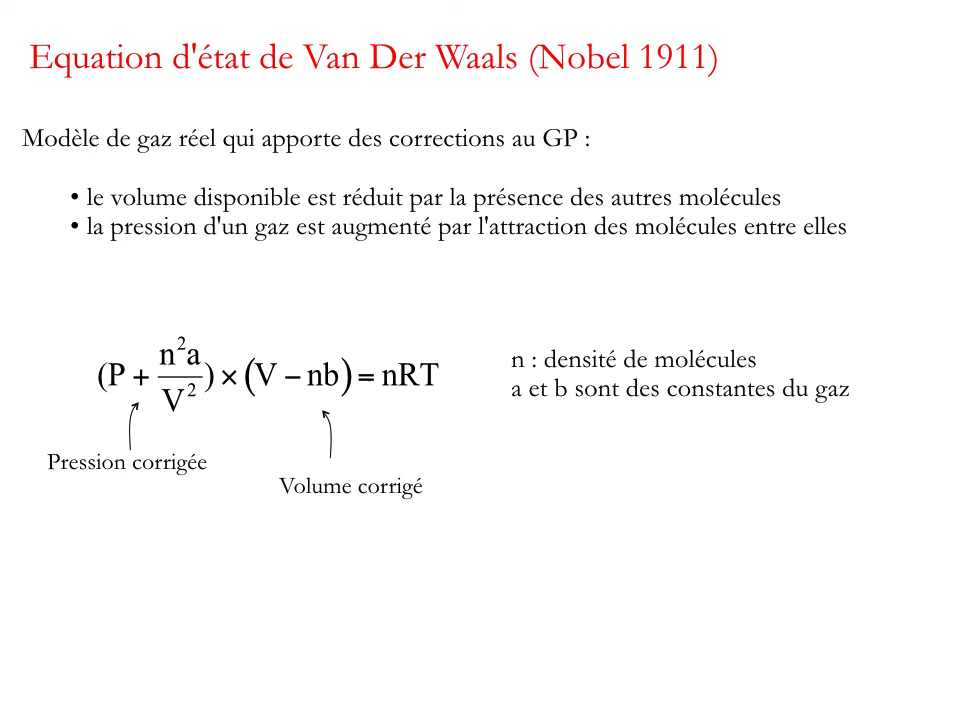 Equation d'état de Van Der Waals (Nobel 1911)
Modèle de gaz réel qui apporte des corrections au GP :
• le volume disponible est réduit par la présence des autres molécules
• la pression d'un gaz est augmenté par l'attraction des molécules entre elles
(P + n²a/V²) × (V − nb) = nRT
n : densité de molécules
a et b sont des constantes du gaz
Pression corrigée
Volume corrigé